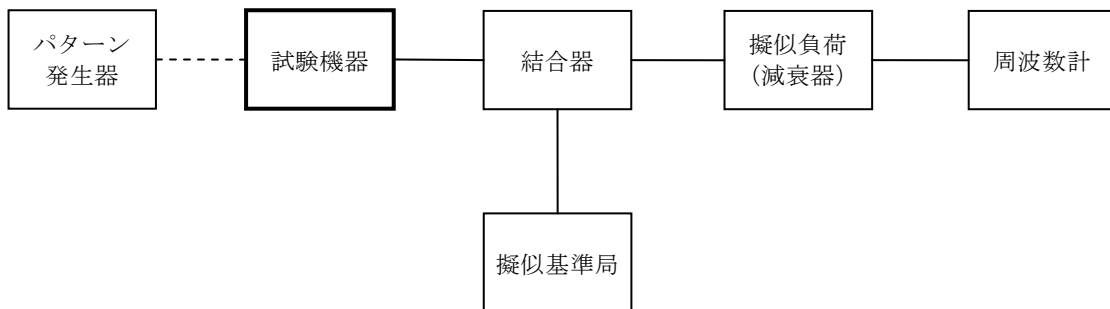 パターン
発生器
試験機器
結合器
擬似負荷
(減衰器)
周波数計
擬似基準局